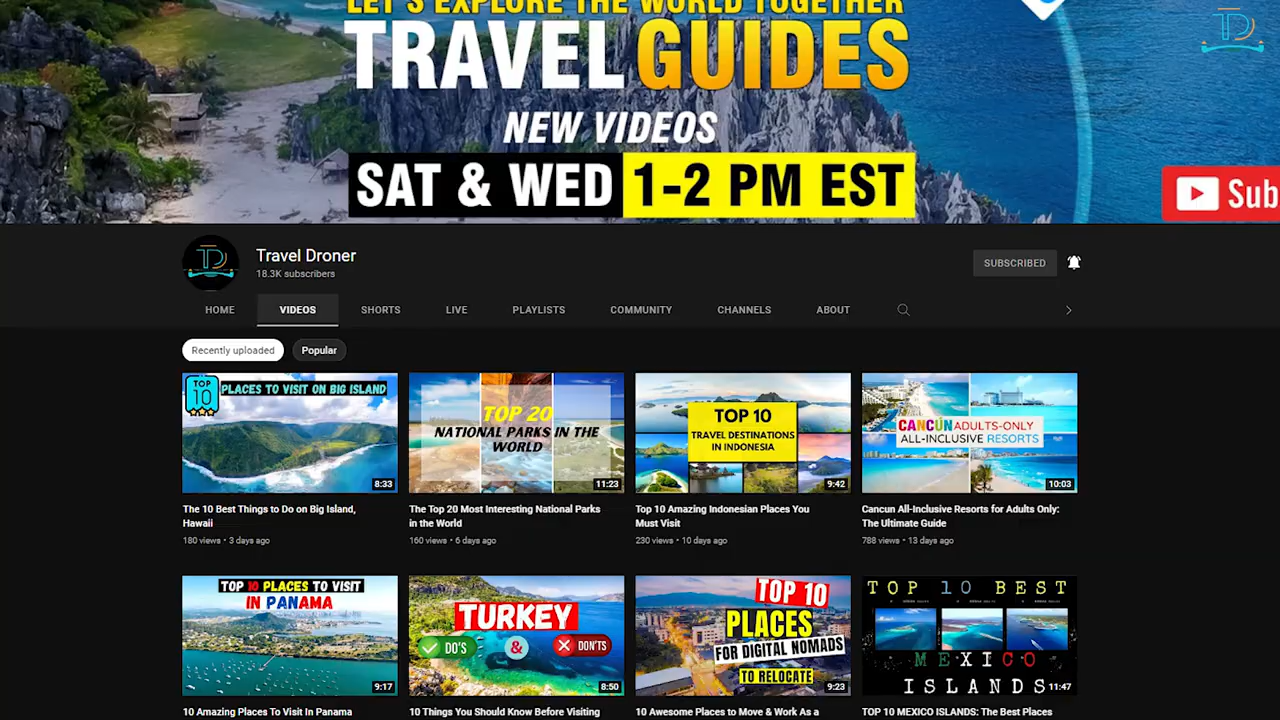 LET'S EXPLORE THE WORLD TOGETHER
TRAVEL GUIDES
NEW VIDEOS
SAT & WED 1-2 PM EST
TD
Sub
TD
Travel Droner
18.3K subscribers
SUBSCRIBED
HOME VIDEOS SHORTS LIVE PLAYLISTS COMMUNITY CHANNELS ABOUT
Recently uploaded Popular
TOP
10
PLACES TO VISIT ON BIG ISLAND
8:33
TOP 20
NATIONAL PARKS IN THE
WORLD
11:23
TOP 10
TRAVEL DESTINATIONS
IN INDONESIA
9:42
CANCÚN ADULTS-ONLY
ALL-INCLUSIVE RESORTS
10:03
The 10 Best Things to Do on Big Island,
Hawaii
180 views • 3 days ago
The Top 20 Most Interesting National Parks
in the World
160 views • 6 days ago
Top 10 Amazing Indonesian Places You
Must Visit
230 views • 10 days ago
Cancun All-Inclusive Resorts for Adults Only:
The Ultimate Guide
788 views • 13 days ago
TOP 10 PLACES TO VISIT
IN PANAMA
9:17
TURKEY
DO'S & DON'TS
8:50
TOP 10
PLACES
FOR DIGITAL NOMADS
TO RELOCATE
9:23
TOP 10 BEST
MEXICO
ISLANDS
11:47
10 Amazing Places To Visit In Panama
10 Things You Should Know Before Visiting
10 Awesome Places to Move & Work As a
TOP 10 MEXICO ISLANDS: The Best Places